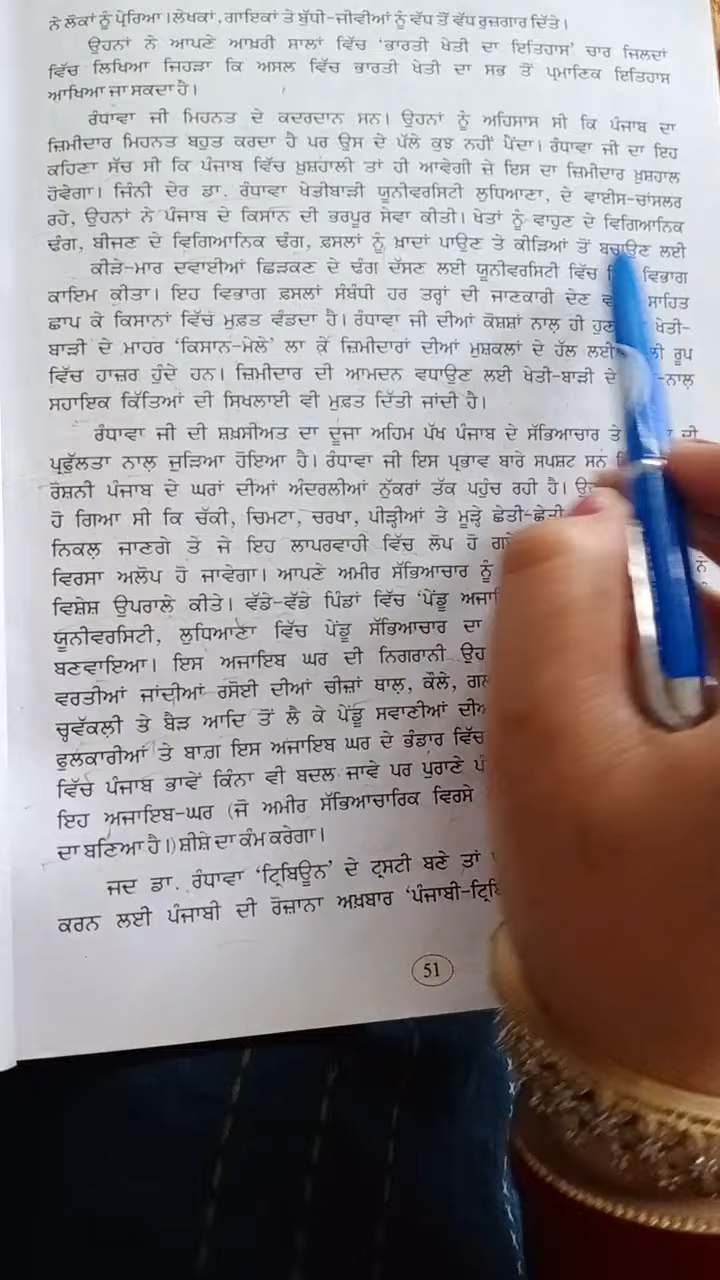 ਨੇ ਲੋਕਾਂ ਨੂੰ ਪ੍ਰੇਰਿਆ। ਲੇਖਕਾਂ, ਗਾਇਕਾਂ ਤੇ ਬੁੱਧੀ-ਜੀਵੀਆਂ ਨੂੰ ਵੱਧ ਤੋਂ ਵੱਧ ਰੁਜ਼ਗਾਰ ਦਿੱਤੇ।
ਉਹਨਾਂ ਨੇ ਆਪਣੇ ਆਖ਼ਰੀ ਸਾਲਾਂ ਵਿੱਚ ‘ਭਾਰਤੀ ਖੇਤੀ ਦਾ ਇਤਿਹਾਸ’ ਚਾਰ ਜਿਲਦਾਂ
ਵਿੱਚ ਲਿਖਿਆ ਜਿਹੜਾ ਕਿ ਅਸਲ ਵਿੱਚ ਭਾਰਤੀ ਖੇਤੀ ਦਾ ਸਭ ਤੋਂ ਪ੍ਰਮਾਣਿਕ ਇਤਿਹਾਸ
ਆਖਿਆ ਜਾ ਸਕਦਾ ਹੈ।
ਰੰਧਾਵਾ ਜੀ ਮਿਹਨਤ ਦੇ ਕਦਰਦਾਨ ਸਨ। ਉਹਨਾਂ ਨੂੰ ਅਹਿਸਾਸ ਸੀ ਕਿ ਪੰਜਾਬ ਦਾ
ਜ਼ਿਮੀਦਾਰ ਮਿਹਨਤ ਬਹੁਤ ਕਰਦਾ ਹੈ ਪਰ ਉਸ ਦੇ ਪੱਲੇ ਕੁਝ ਨਹੀਂ ਪੈਂਦਾ। ਰੰਧਾਵਾ ਜੀ ਦਾ ਇਹ
ਕਹਿਣਾ ਸੱਚ ਸੀ ਕਿ ਪੰਜਾਬ ਵਿੱਚ ਖ਼ੁਸ਼ਹਾਲੀ ਤਾਂ ਹੀ ਆਵੇਗੀ ਜੇ ਇਸ ਦਾ ਜ਼ਿਮੀਦਾਰ ਖ਼ੁਸ਼ਹਾਲ
ਹੋਵੇਗਾ। ਜਿੰਨੀ ਦੇਰ ਡਾ. ਰੰਧਾਵਾ ਖੇਤੀਬਾੜੀ ਯੂਨੀਵਰਸਿਟੀ ਲੁਧਿਆਣਾ, ਦੇ ਵਾਈਸ-ਚਾਂਸਲਰ
ਰਹੇ, ਉਹਨਾਂ ਨੇ ਪੰਜਾਬ ਦੇ ਕਿਸਾਨ ਦੀ ਭਰਪੂਰ ਸੇਵਾ ਕੀਤੀ। ਖੇਤਾਂ ਨੂੰ ਵਾਹੁਣ ਦੇ ਵਿਗਿਆਨਿਕ
ਢੰਗ, ਬੀਜਣ ਦੇ ਵਿਗਿਆਨਿਕ ਢੰਗ, ਫ਼ਸਲਾਂ ਨੂੰ ਖ਼ਾਦਾਂ ਪਾਉਣ ਤੇ ਕੀੜਿਆਂ ਤੋਂ ਬਚਾਉਣ ਲਈ
ਕੀੜੇ-ਮਾਰ ਦਵਾਈਆਂ ਛਿੜਕਣ ਦੇ ਢੰਗ ਦੱਸਣ ਲਈ ਯੂਨੀਵਰਸਿਟੀ ਵਿੱਚ ਵਿਭਾਗ
ਕਾਇਮ ਕੀਤਾ। ਇਹ ਵਿਭਾਗ ਫ਼ਸਲਾਂ ਸੰਬੰਧੀ ਹਰ ਤਰ੍ਹਾਂ ਦੀ ਜਾਣਕਾਰੀ ਦੇਣ ਸਾਹਿਤ
ਛਾਪ ਕੇ ਕਿਸਾਨਾਂ ਵਿੱਚ ਮੁਫ਼ਤ ਵੰਡਦਾ ਹੈ। ਰੰਧਾਵਾ ਜੀ ਦੀਆਂ ਕੋਸ਼ਸ਼ਾਂ ਨਾਲ਼ ਹੀ ਹੁਣ ਖੇਤੀ-
ਬਾੜੀ ਦੇ ਮਾਹਰ ‘ਕਿਸਾਨ-ਮੇਲੇ’ ਲਾ ਕੇ ਜ਼ਿਮੀਦਾਰਾਂ ਦੀਆਂ ਮੁਸ਼ਕਲਾਂ ਦੇ ਹੱਲ ਲਈ ਰੂਪ
ਵਿੱਚ ਹਾਜ਼ਰ ਹੁੰਦੇ ਹਨ। ਜ਼ਿਮੀਦਾਰ ਦੀ ਆਮਦਨ ਵਧਾਉਣ ਲਈ ਖੇਤੀ-ਬਾੜੀ ਦੇ -ਨਾਲ਼
ਸਹਾਇਕ ਕਿੱਤਿਆਂ ਦੀ ਸਿਖਲਾਈ ਵੀ ਮੁਫ਼ਤ ਦਿੱਤੀ ਜਾਂਦੀ ਹੈ।
ਰੰਧਾਵਾ ਜੀ ਦੀ ਸ਼ਖ਼ਸੀਅਤ ਦਾ ਦੂਜਾ ਅਹਿਮ ਪੱਖ ਪੰਜਾਬ ਦੇ ਸੱਭਿਆਚਾਰ ਤੇ ਦੀ
ਪ੍ਰਫੁੱਲਤਾ ਨਾਲ਼ ਜੁੜਿਆ ਹੋਇਆ ਹੈ। ਰੰਧਾਵਾ ਜੀ ਇਸ ਪ੍ਰਭਾਵ ਬਾਰੇ ਸਪਸ਼ਟ ਸਨ
ਰੋਸ਼ਨੀ ਪੰਜਾਬ ਦੇ ਘਰਾਂ ਦੀਆਂ ਅੰਦਰਲੀਆਂ ਨੁੱਕਰਾਂ ਤੱਕ ਪਹੁੰਚ ਰਹੀ ਹੈ।
ਹੋ ਗਿਆ ਸੀ ਕਿ ਚੱਕੀ, ਚਿਮਟਾ, ਚਰਖਾ, ਪੀੜ੍ਹੀਆਂ ਤੇ ਮੂੜ੍ਹੇ ਛੇਤੀ-ਛੇਤੀ
ਨਿਕਲ਼ ਜਾਣਗੇ ਤੇ ਜੇ ਇਹ ਲਾਪਰਵਾਹੀ ਵਿੱਚ ਲੋਪ ਹੋ
ਵਿਰਸਾ ਅਲੋਪ ਹੋ ਜਾਵੇਗਾ। ਆਪਣੇ ਅਮੀਰ ਸੱਭਿਆਚਾਰ ਨੂੰ ਨੇ
ਵਿਸ਼ੇਸ਼ ਉਪਰਾਲੇ ਕੀਤੇ। ਵੱਡੇ-ਵੱਡੇ ਪਿੰਡਾਂ ਵਿੱਚ ‘ਪੇਂਡੂ
ਯੂਨੀਵਰਸਿਟੀ, ਲੁਧਿਆਣਾ ਵਿੱਚ ਪੇਂਡੂ ਸੱਭਿਆਚਾਰ ਦਾ
ਬਣਵਾਇਆ। ਇਸ ਅਜਾਇਬ ਘਰ ਦੀ ਨਿਗਰਾਨੀ
ਵਰਤੀਆਂ ਜਾਂਦੀਆਂ ਰਸੋਈ ਦੀਆਂ ਚੀਜ਼ਾਂ ਥਾਲ਼, ਕੌਲੇ,
ਚ੍ਹਵੱਕਲੀ ਤੇ ਬੈੜ ਆਦਿ ਤੋਂ ਲੈ ਕੇ ਪੇਂਡੂ ਸਵਾਣੀਆਂ
ਫੁਲਕਾਰੀਆਂ ਤੇ ਬਾਗ਼ ਇਸ ਅਜਾਇਬ ਘਰ ਦੇ ਭੰਡਾਰ ਵਿੱਚ
ਵਿੱਚ ਪੰਜਾਬ ਭਾਵੇਂ ਕਿੰਨਾ ਵੀ ਬਦਲ ਜਾਵੇ ਪਰ ਪੁਰਾਣੇ
ਇਹ ਅਜਾਇਬ-ਘਰ (ਜੋ ਅਮੀਰ ਸੱਭਿਆਚਾਰਿਕ ਵਿਰਸੇ
ਦਾ ਬਣਿਆ ਹੈ।) ਸ਼ੀਸ਼ੇ ਦਾ ਕੰਮ ਕਰੇਗਾ।
ਜਦ ਡਾ. ਰੰਧਾਵਾ ‘ਟ੍ਰਿਬਿਊਨ’ ਦੇ ਟ੍ਰਸਟੀ ਬਣੇ ਤਾਂ
ਕਰਨ ਲਈ ਪੰਜਾਬੀ ਦੀ ਰੋਜ਼ਾਨਾ ਅਖ਼ਬਾਰ
51